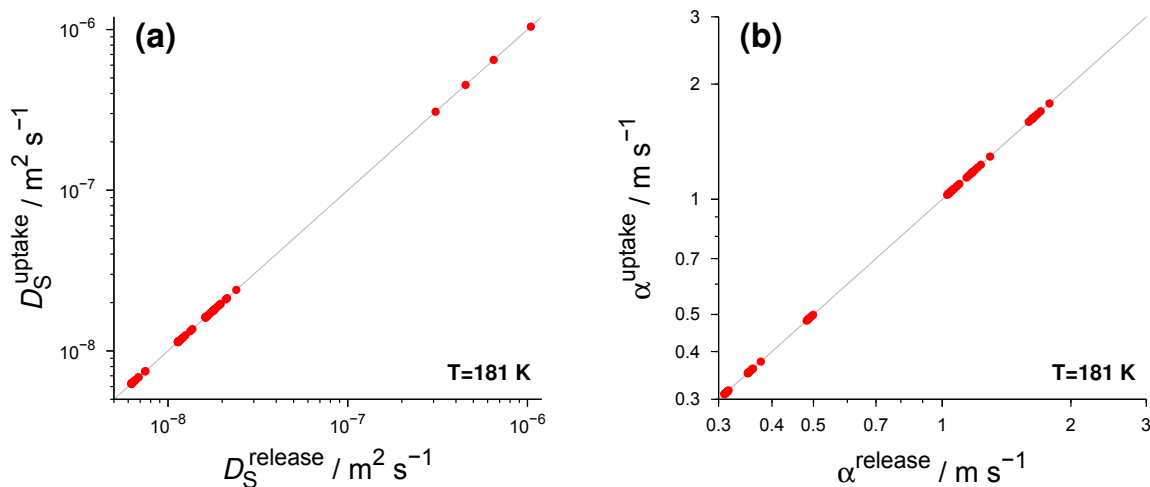 (a)
10⁻⁶
10⁻⁷
10⁻⁸
D_S^uptake / m² s⁻¹
T=181 K
10⁻⁸ 10⁻⁷ 10⁻⁶
D_S^release / m² s⁻¹
(b)
3
2
1
0.7
0.5
0.4
0.3
α^uptake / m s⁻¹
T=181 K
0.3 0.4 0.5 0.7 1 2 3
α^release / m s⁻¹